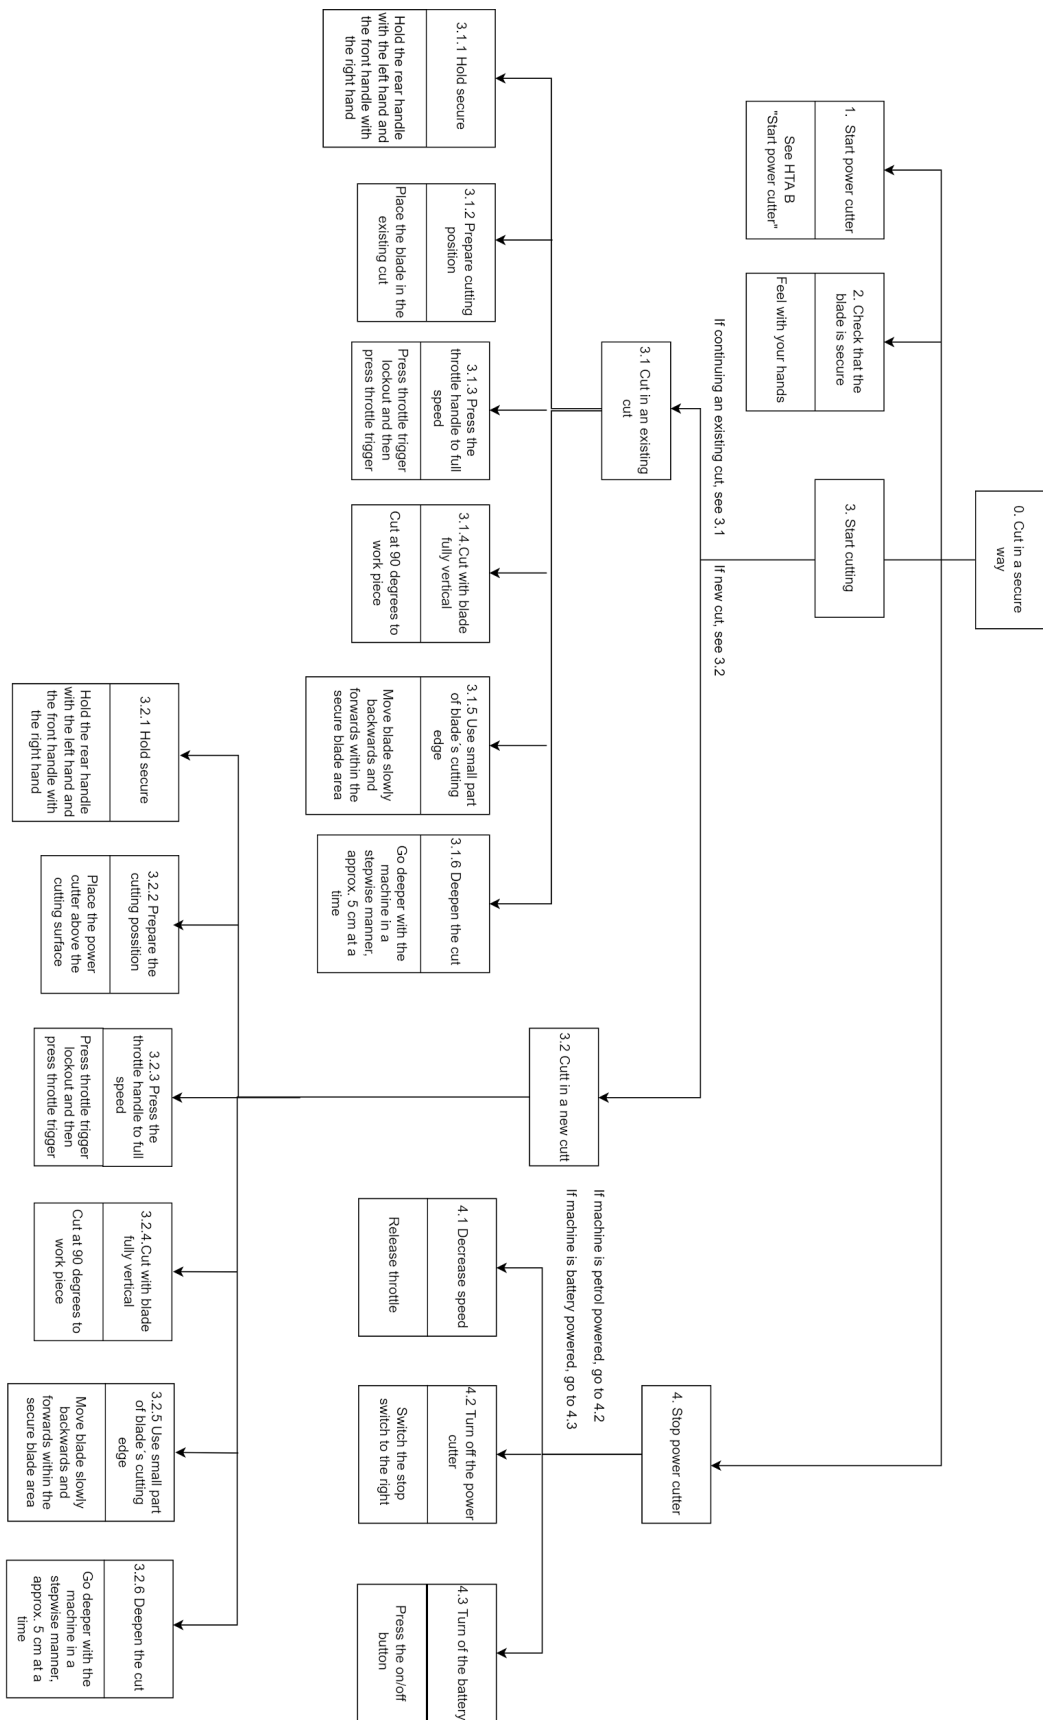 0. Cut in a secure
way
1.  Start power cutter
See HTA B
"Start power cutter"
2. Check that the
blade is secure
Feel with your hands
3. Start cutting
If continuing an existing cut, see 3.1
If new cut, see 3.2
3.1 Cut in an existing
cut
3.1.1 Hold secure
Hold the rear handle
with the left hand and
the front handle with
the right hand
3.1.2 Prepare cutting
position
Place the blade in the
existing cut
3.1.3 Press the
throttle handle to full
speed
Press throttle trigger
lockout and then
press throttle trigger
3.1.4.Cut with blade
fully vertical
Cut at 90 degrees to
work piece
3.1.5 Use small part
of blade´s cutting
edge
Move blade slowly
backwards and
forwards within the
secure blade area
3.1.6 Deepen the cut
Go deeper with the
machine in a
stepwise manner,
approx. 5 cm at a
time
3.2 Cutt in a new cutt
3.2.1 Hold secure
Hold the rear handle
with the left hand and
the front handle with
the right hand
3.2.2 Prepare the
cutting possition
Place the power
cutter above the
cutting surface
3.2.3 Press the
throttle handle to full
speed
Press throttle trigger
lockout and then
press throttle trigger
3.2.4.Cut with blade
fully vertical
Cut at 90 degrees to
work piece
3.2.5 Use small part
of blade´s cutting
edge
Move blade slowly
backwards and
forwards within the
secure blade area
3.2.6 Deepen the cut
Go deeper with the
machine in a
stepwise manner,
approx. 5 cm at a
time
4. Stop power cutter
If machine is petrol powered, go to 4.2
If machine is battery powered, go to 4.3
4.1 Decrease speed
Release throttle
4.2 Turn off the power
cutter
Switch the stop
switch to the right
4.3 Turn of the battery
Press the on/off
button